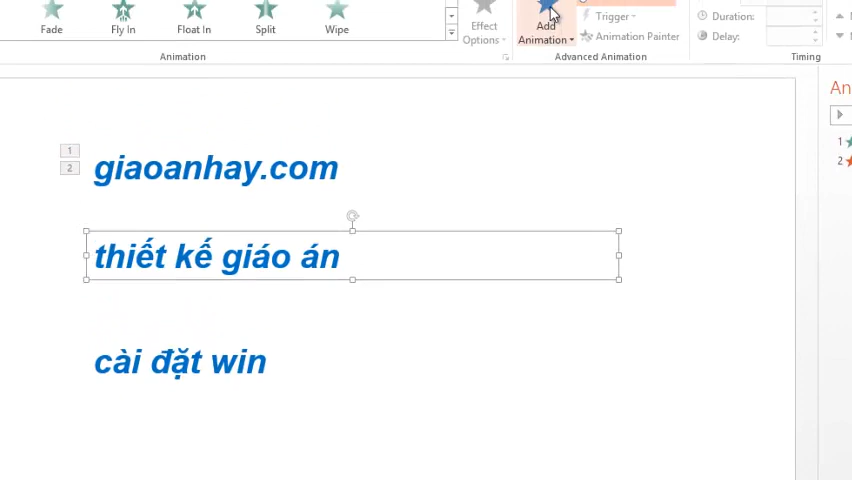 Fade Fly In Float In Split Wipe Effect Options Add Animation Trigger Animation Painter Duration: Delay:
Animation Advanced Animation Timing
An
1
2
giaoanhay.com
1
2
thiết kế giáo án
cài đặt win